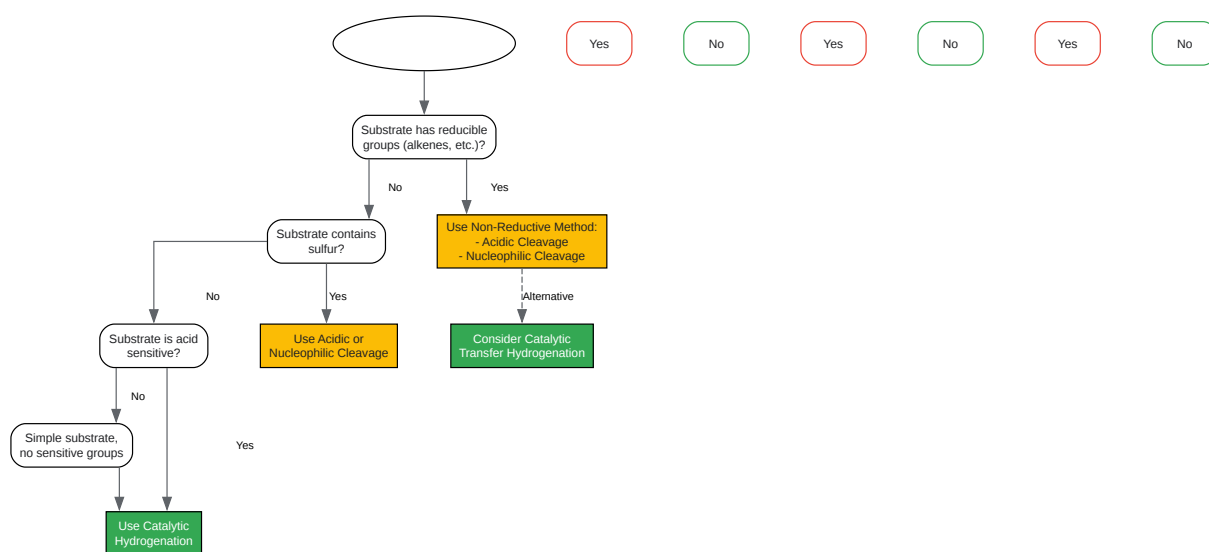 Yes
No
Yes
No
Yes
No
Substrate has reducible
groups (alkenes, etc.)?
No
Yes
Substrate contains
sulfur?
Use Non-Reductive Method:
- Acidic Cleavage
- Nucleophilic Cleavage
No
Yes
Alternative
Substrate is acid
sensitive?
Use Acidic or
Nucleophilic Cleavage
Consider Catalytic
Transfer Hydrogenation
No
Simple substrate,
no sensitive groups
Yes
Use Catalytic
Hydrogenation